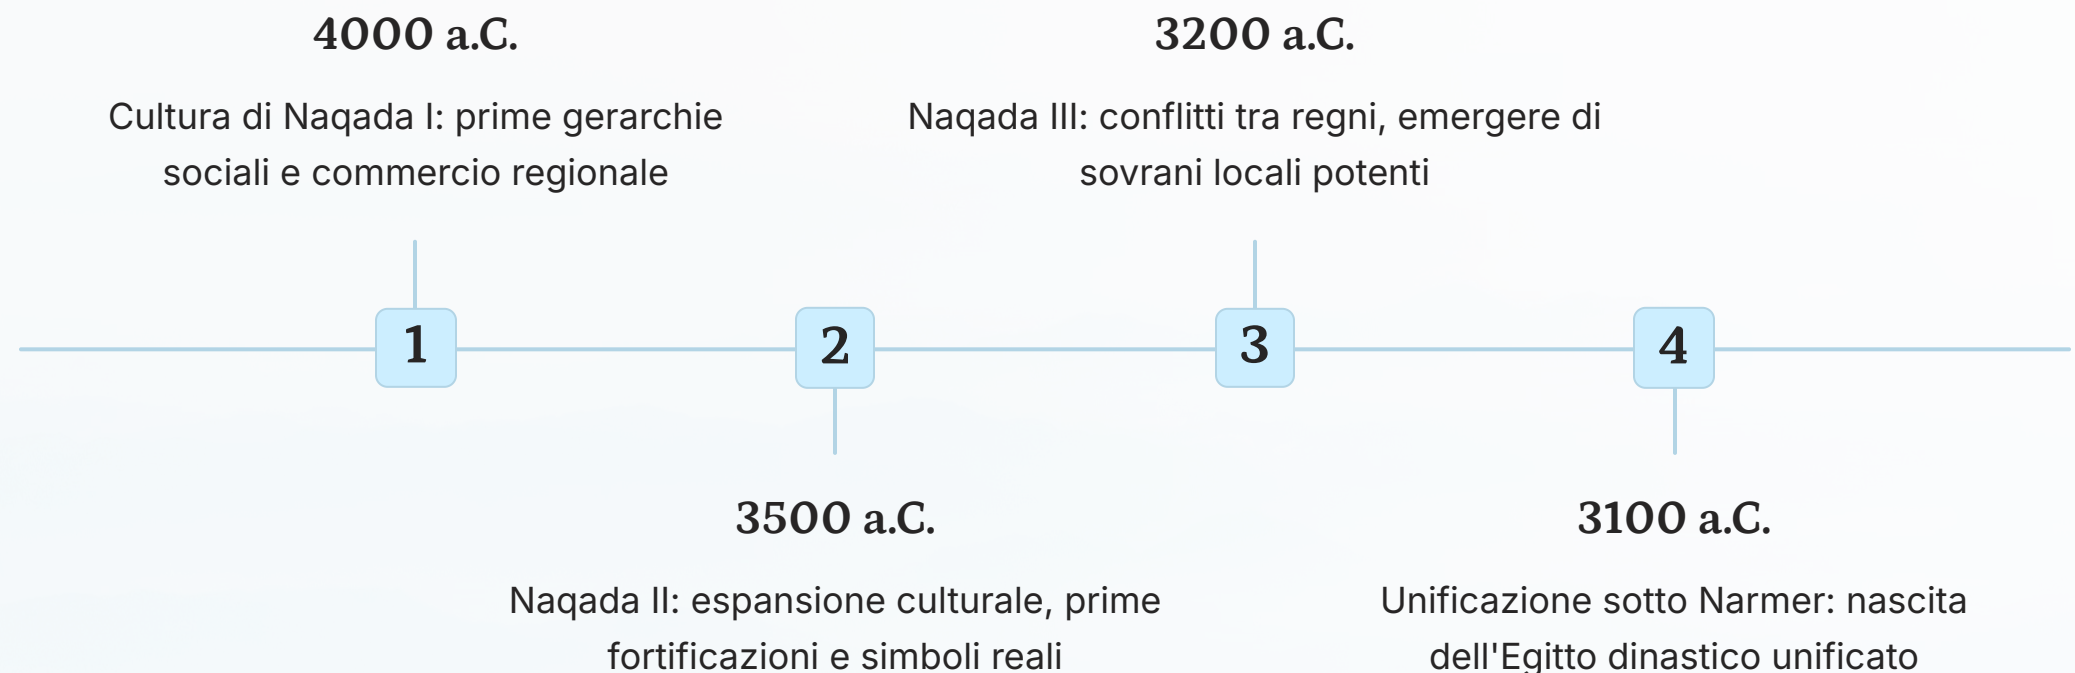 4000 a.C.
Cultura di Naqada I: prime gerarchie
sociali e commercio regionale
3200 a.C.
Naqada III: conflitti tra regni, emergere di
sovrani locali potenti
1
2
3
4
3500 a.C.
Naqada II: espansione culturale, prime
fortificazioni e simboli reali
3100 a.C.
Unificazione sotto Narmer: nascita
dell'Egitto dinastico unificato